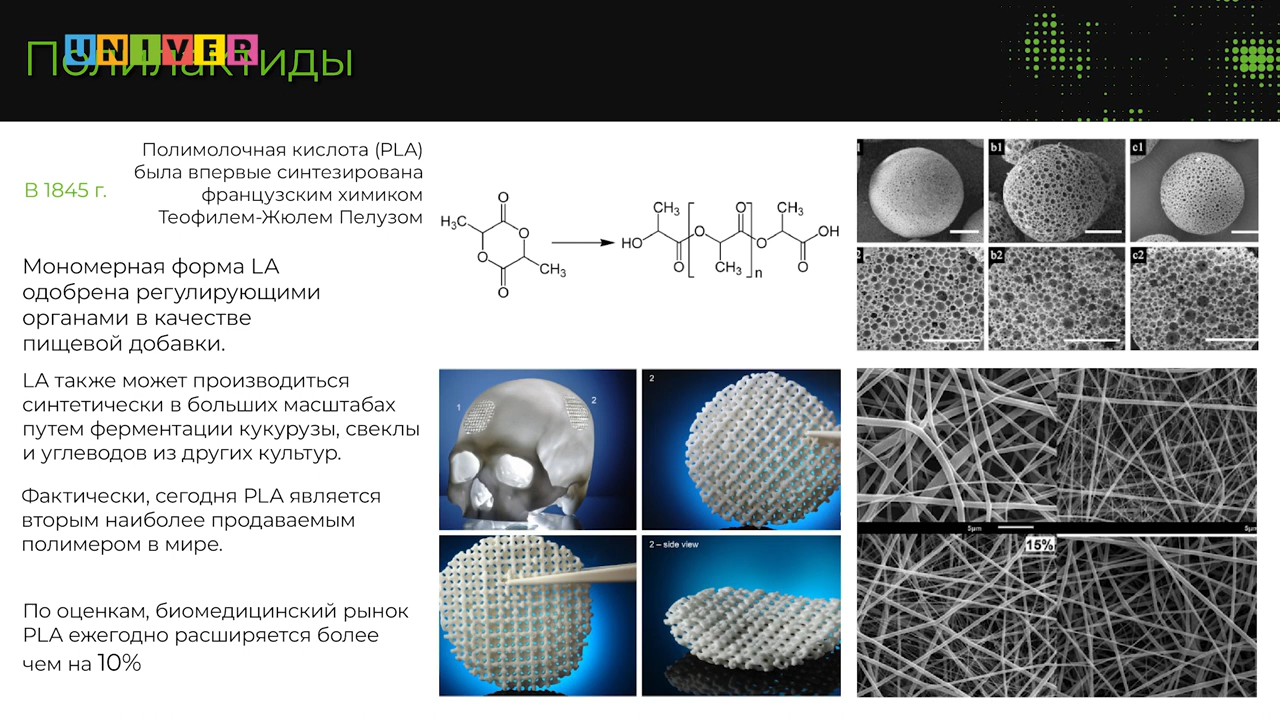 Полилактиды
UNIVER
В 1845 г.
Полимолочная кислота (PLA)
была впервые синтезирована
французским химиком
Теофилем-Жюлем Пелузом
Мономерная форма LA
одобрена регулирующими
органами в качестве
пищевой добавки.
LA также может производиться
синтетически в больших масштабах
путем ферментации кукурузы, свеклы
и углеводов из других культур.
Фактически, сегодня PLA является
вторым наиболее продаваемым
полимером в мире.
По оценкам, биомедицинский рынок
PLA ежегодно расширяется более
чем на 10%
O
H₃C
O
O
CH₃
O
CH₃
HO
O
O
O
CH₃
n
O
CH₃
OH
O
1
2
2
2 – side view
b1
c1
2
b2
c2
5µm
5µm
15%